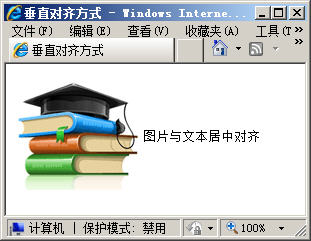 垂直对齐方式 - Windows Interne...
文件(F) 编辑(E) 查看(V) 收藏夹(A) 工具(T »
垂直对齐方式 »
图片与文本居中对齐
计算机 | 保护模式: 禁用 100%